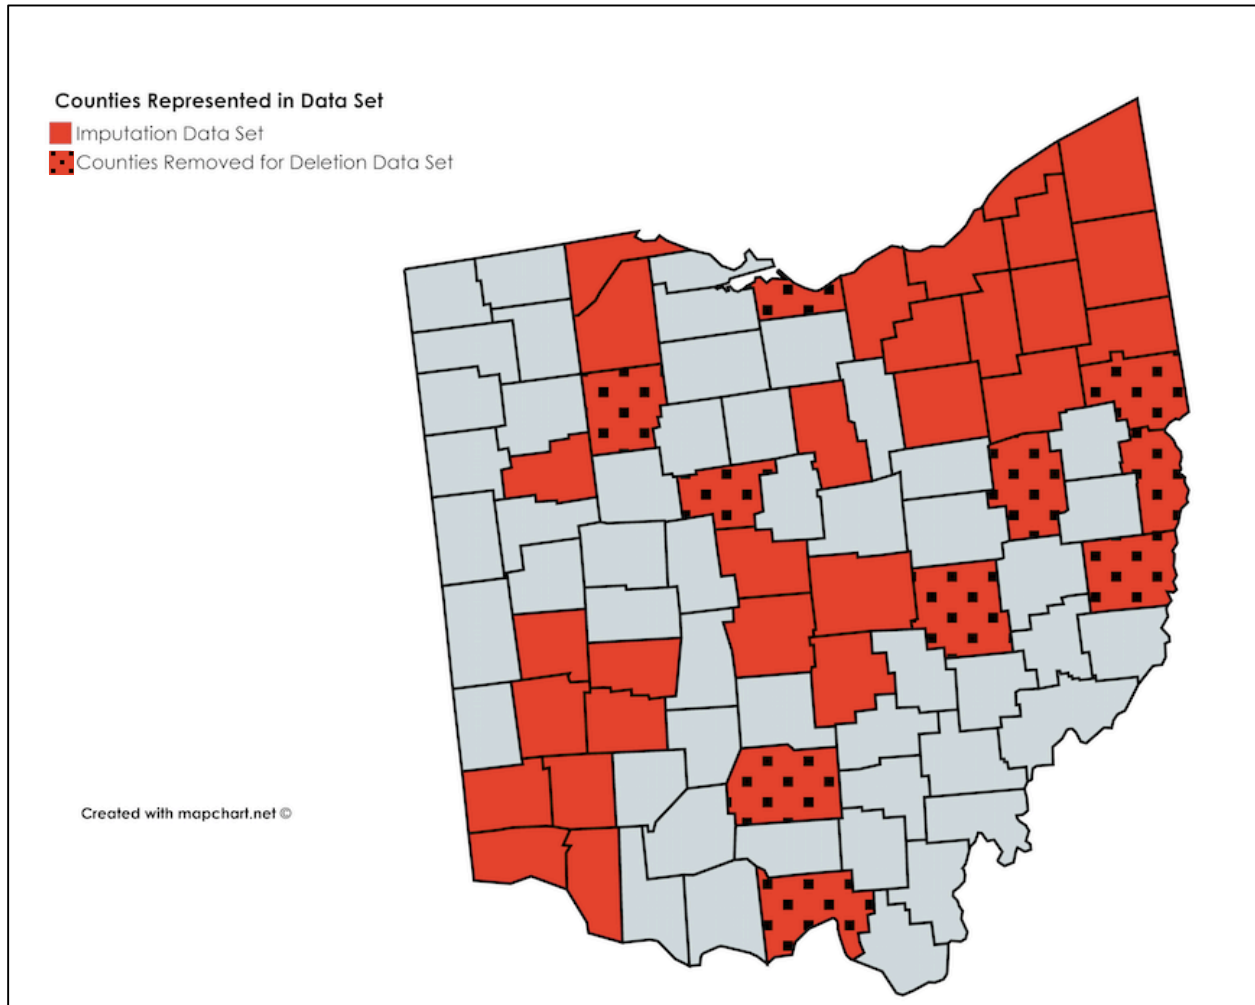 Counties Represented in Data Set
Imputation Data Set
Counties Removed for Deletion Data Set
Created with mapchart.net ©